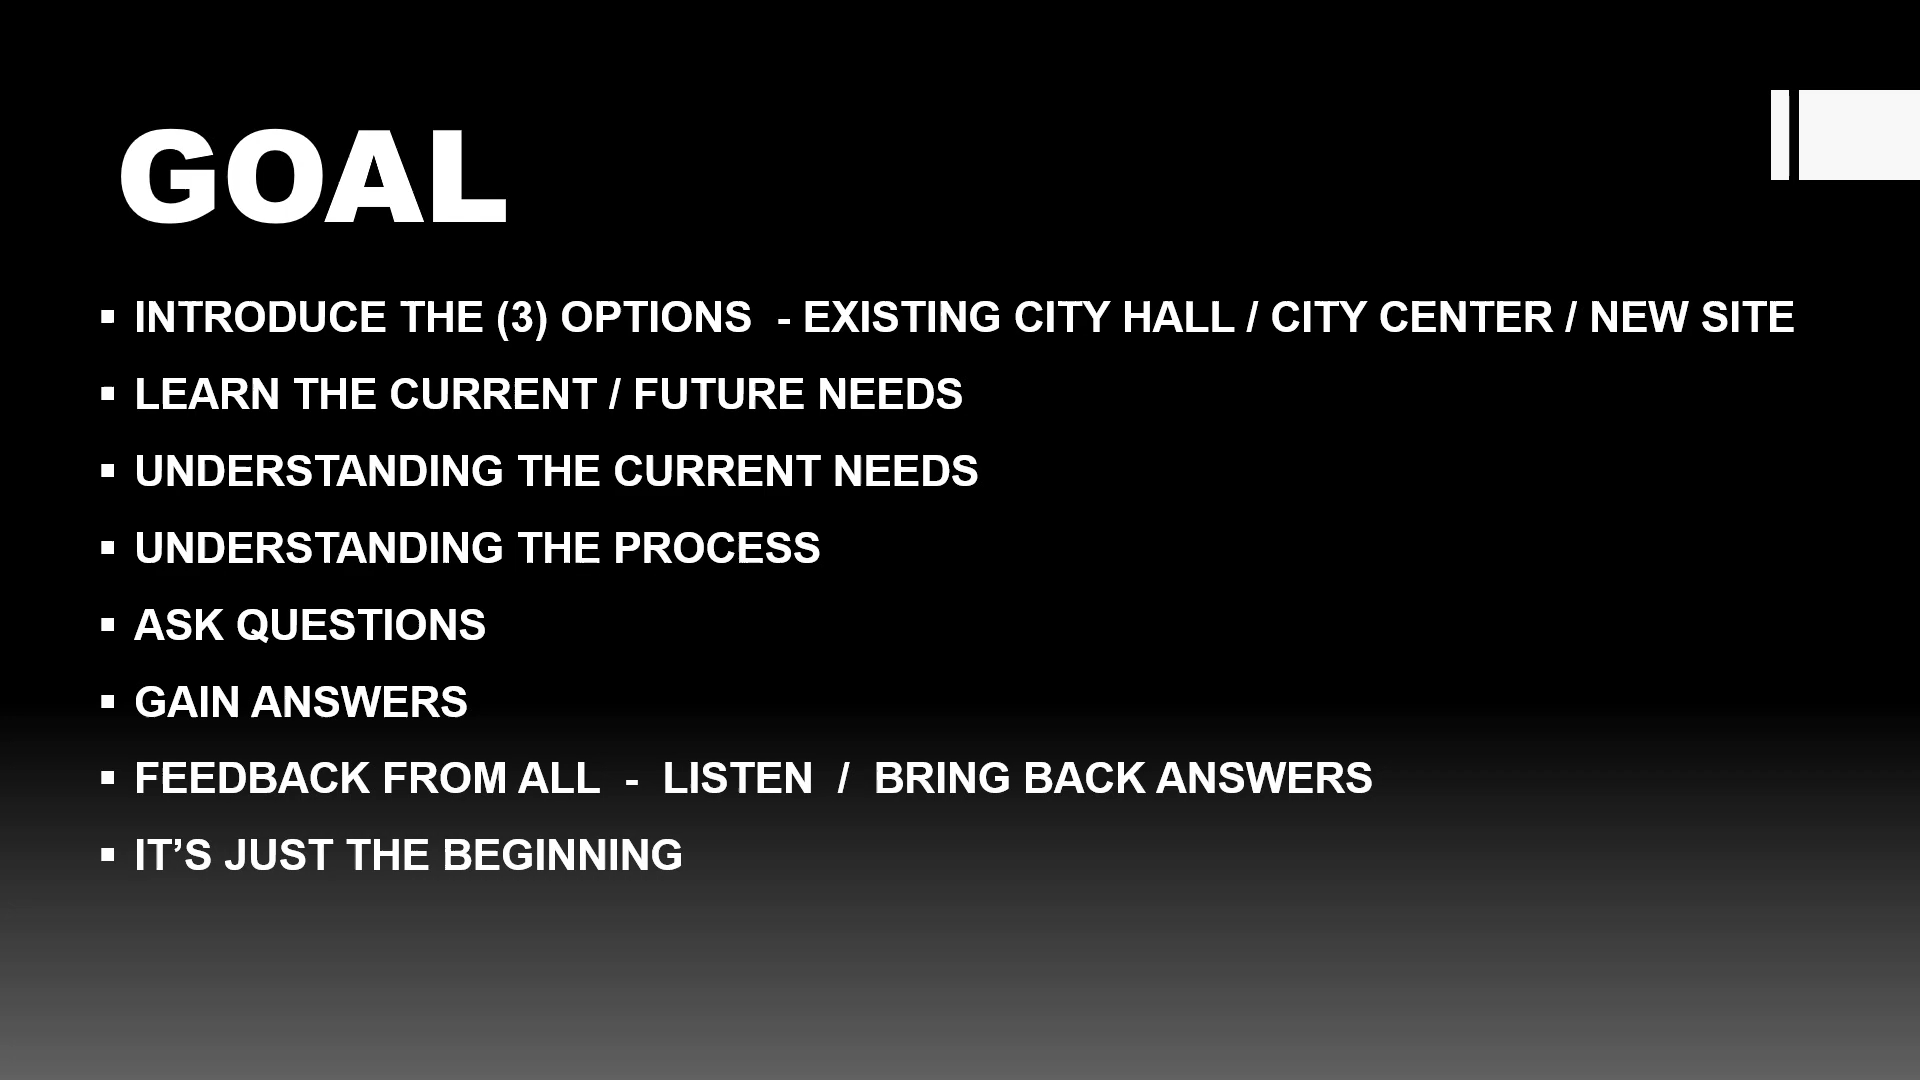 GOAL
▪ INTRODUCE THE (3) OPTIONS  - EXISTING CITY HALL / CITY CENTER / NEW SITE
▪ LEARN THE CURRENT / FUTURE NEEDS
▪ UNDERSTANDING THE CURRENT NEEDS
▪ UNDERSTANDING THE PROCESS
▪ ASK QUESTIONS
▪ GAIN ANSWERS
▪ FEEDBACK FROM ALL  -  LISTEN  /  BRING BACK ANSWERS
▪ IT’S JUST THE BEGINNING